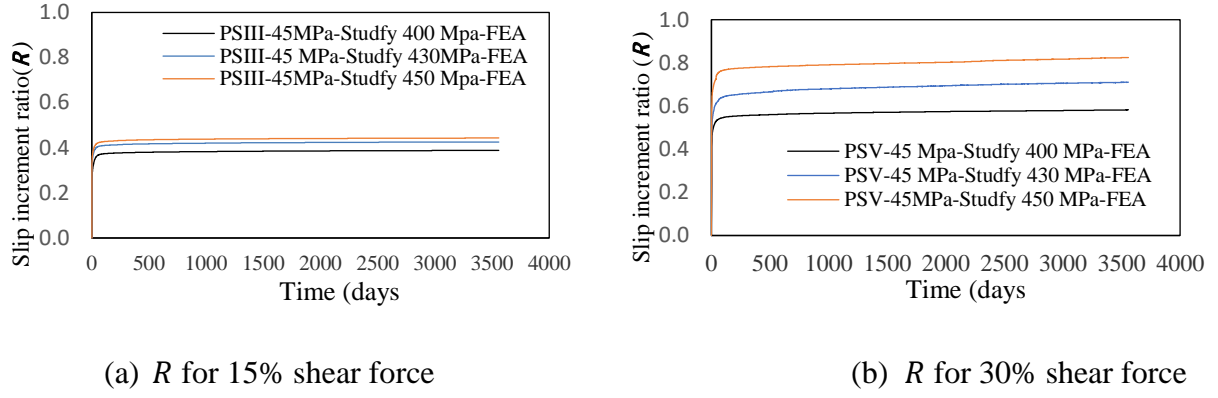 1.0
0.8
0.6
0.4
0.2
0.0
Slip increment ratio(R)
PSIII-45MPa-Studfy 400 Mpa-FEA
PSIII-45 MPa-Studfy 430MPa-FEA
PSIII-45MPa-Studfy 450 Mpa-FEA
0 500 1000 1500 2000 2500 3000 3500 4000
Time (days
(a) R for 15% shear force
1.0
0.8
0.6
0.4
0.2
0.0
Slip increment ratio (R)
PSV-45 Mpa-Studfy 400 MPa-FEA
PSV-45 MPa-Studfy 430 MPa-FEA
PSV-45MPa-Studfy 450 MPa-FEA
0 500 1000 1500 2000 2500 3000 3500 4000
Time (days
(b) R for 30% shear force